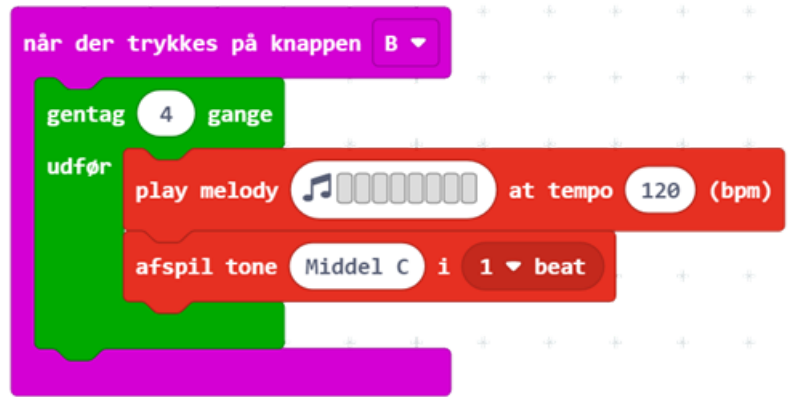 når der trykkes på knappen B
gentag 4 gange
udfør
play melody at tempo 120 (bpm)
afspil tone Middel C i 1 beat